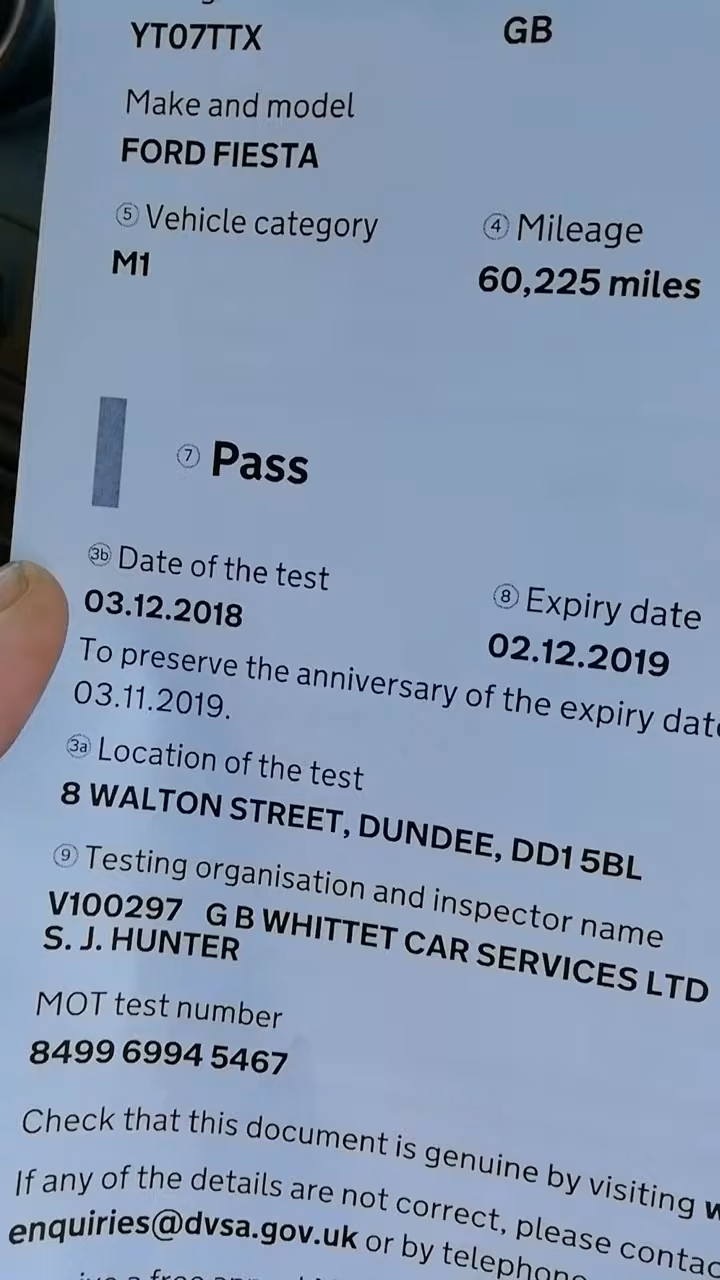 YT07TTX GB
Make and model
FORD FIESTA
⑤ Vehicle category ④ Mileage
M1 60,225 miles
⑦ Pass
3b Date of the test ⑧ Expiry date
03.12.2018 02.12.2019
To preserve the anniversary of the expiry date
03.11.2019.
3a Location of the test
8 WALTON STREET, DUNDEE, DD1 5BL
⑨ Testing organisation and inspector name
V100297 G B WHITTET CAR SERVICES LTD
S. J. HUNTER
MOT test number
8499 6994 5467
Check that this document is genuine by visiting
If any of the details are not correct, please contac
enquiries@dvsa.gov.uk or by telephone